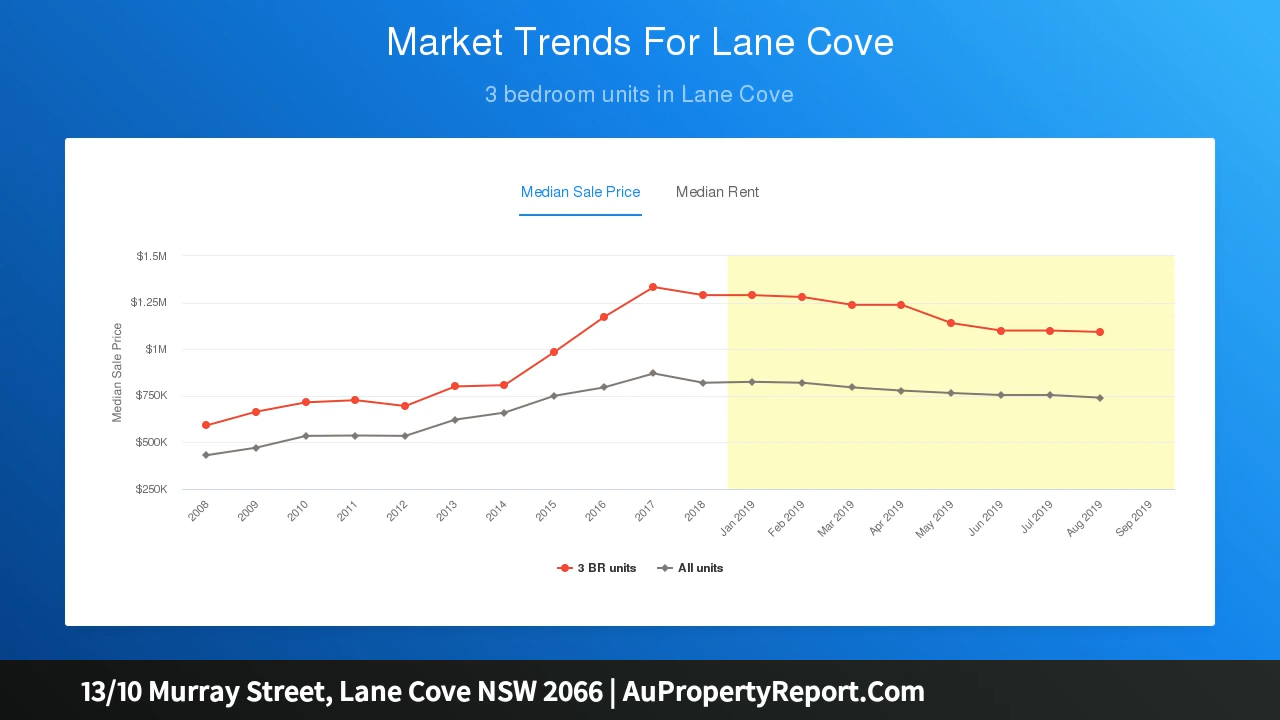 Market Trends For Lane Cove
3 bedroom units in Lane Cove
Median Sale Price Median Rent
Median Sale Price
$1.5M
$1.25M
$1M
$750K
$500K
$250K
2008 2009 2010 2011 2012 2013 2014 2015 2016 2017 2018 Jan 2019 Feb 2019 Mar 2019 Apr 2019 May 2019 Jun 2019 Jul 2019 Aug 2019 Sep 2019
3 BR units All units
13/10 Murray Street, Lane Cove NSW 2066 | AuPropertyReport.Com